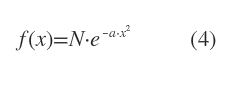 f(x)=N·e^{-a·x²} (4)